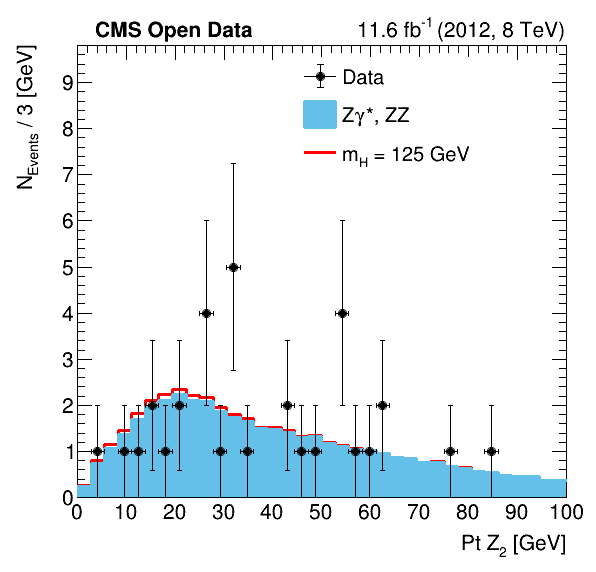 CMS Open Data
11.6 fb⁻¹ (2012, 8 TeV)
N_Events / 3 [GeV]
9
8
7
6
5
4
3
2
1
0
Data
Zγ*, ZZ
m_H = 125 GeV
0 10 20 30 40 50 60 70 80 90 100
Pt Z₂ [GeV]